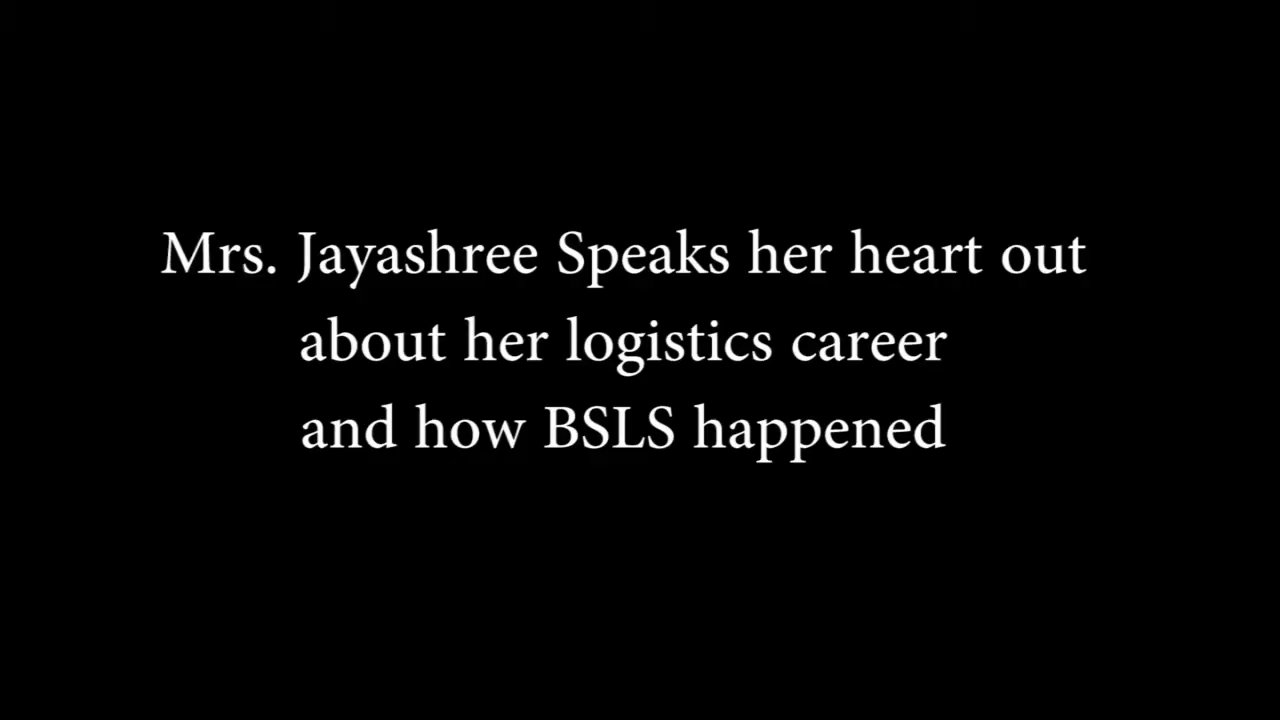 Mrs. Jayashree Speaks her heart out
about her logistics career
and how BSLS happened